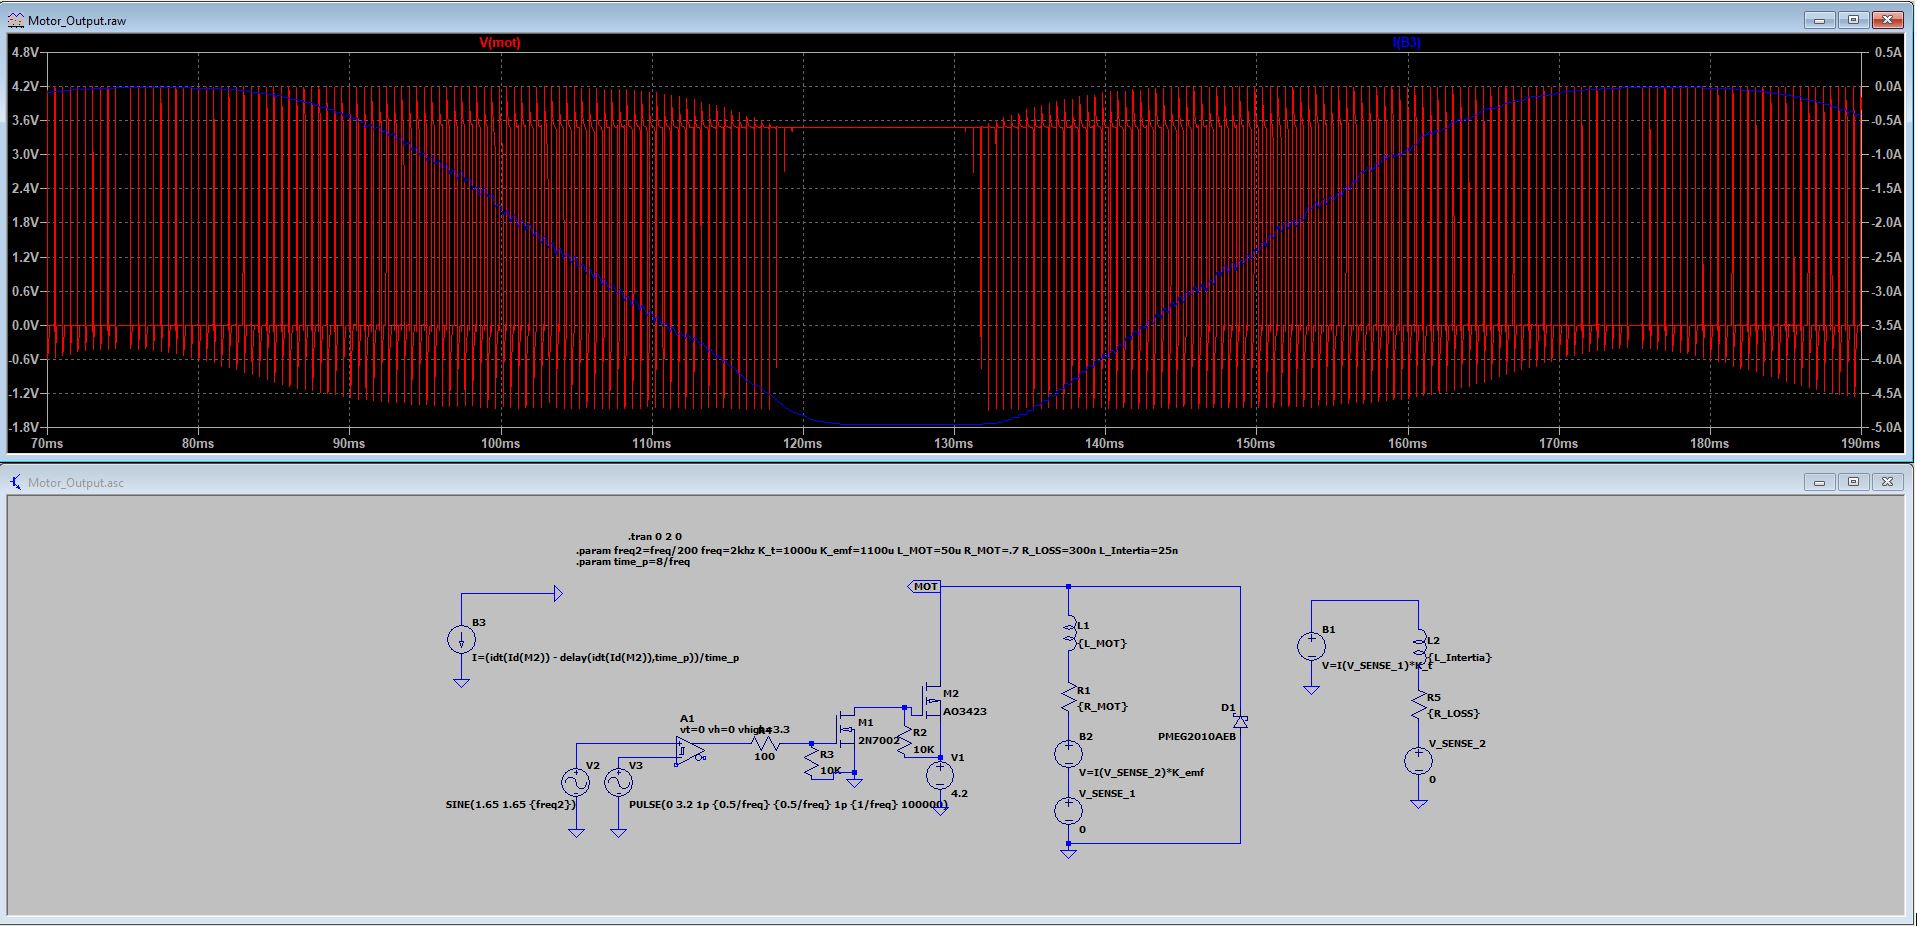 Motor_Output.raw
V(mot) I(B3)
4.8V 0.5A
4.2V 0.0A
3.6V -0.5A
3.0V -1.0A
2.4V -1.5A
1.8V -2.0A
1.2V -2.5A
0.6V -3.0A
0.0V -3.5A
-0.6V -4.0A
-1.2V -4.5A
-1.8V -5.0A
70ms 80ms 90ms 100ms 110ms 120ms 130ms 140ms 150ms 160ms 170ms 180ms 190ms
Motor_Output.asc
.tran 0 2 0
.param freq2=freq/200 freq=2khz K_t=1000u K_emf=1100u L_MOT=50u R_MOT=.7 R_LOSS=300n L_Intertia=25n
.param time_p=8/freq
B3
I=(idt(Id(M2)) - delay(idt(Id(M2)),time_p))/time_p
MOT
L1
{L_MOT}
R1
{R_MOT}
B2
V=I(V_SENSE_2)*K_emf
V_SENSE_1
0
D1
PMEG2010AEB
B1
V=I(V_SENSE_1)*K_t
L2
{L_Intertia}
R5
{R_LOSS}
V_SENSE_2
0
M2
AO3423
M1
2N7002
R2
10K
V1
4.2
A1
vt=0 vh=0 vhigh=3.3
R4
100
R3
10K
V2
SINE(1.65 1.65 {freq2})
V3
PULSE(0 3.2 1p {0.5/freq} {0.5/freq} 1p {1/freq} 100000)